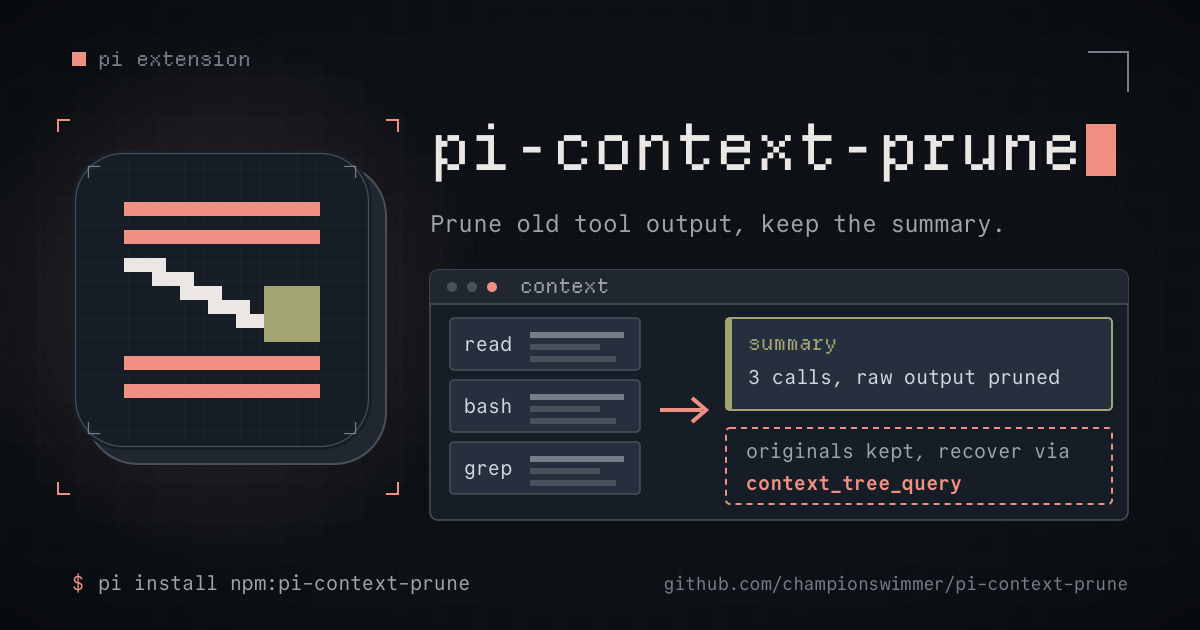 pi extension
pi-context-prune
Prune old tool output, keep the summary.
context
read
bash
grep
summary
3 calls, raw output pruned
originals kept, recover via
context_tree_query
$ pi install npm:pi-context-prune
github.com/championswimmer/pi-context-prune